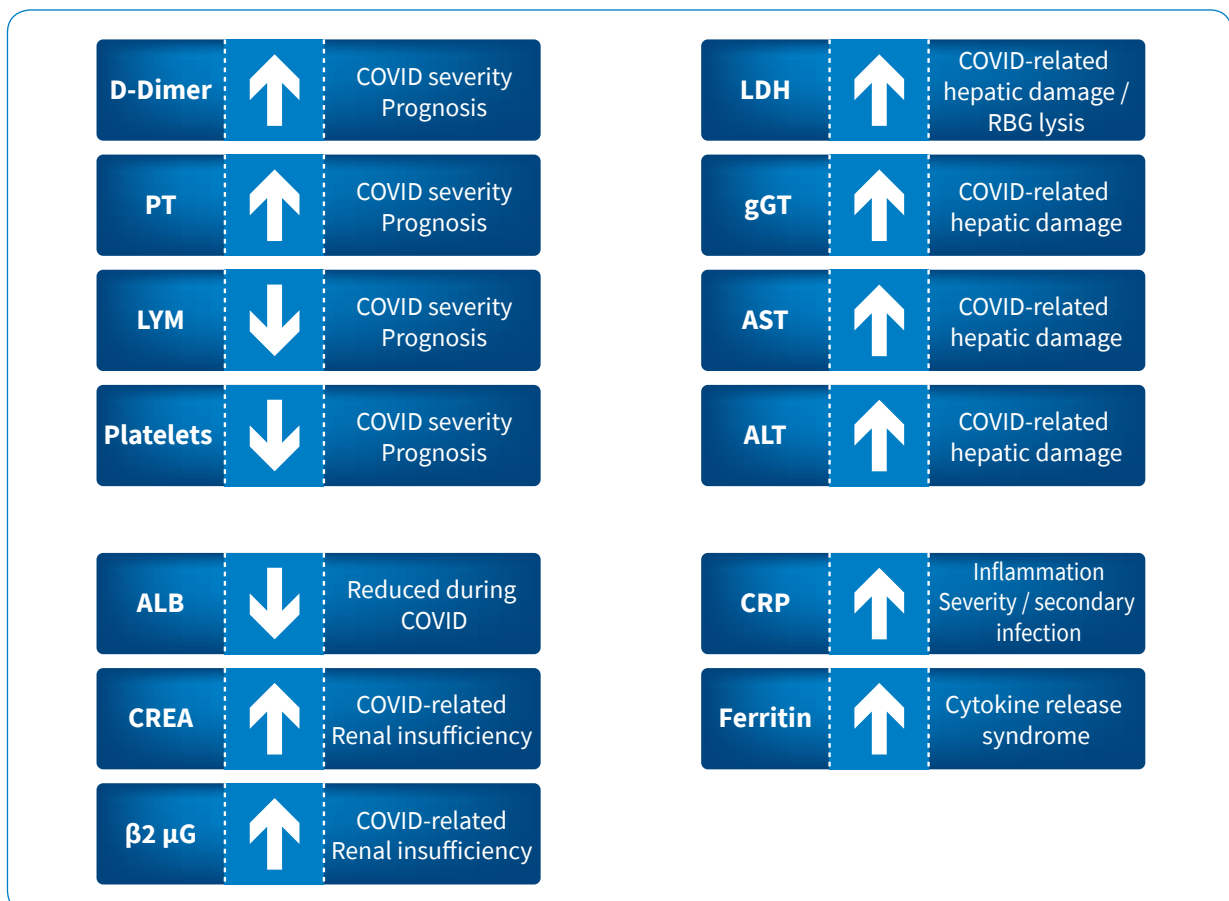 D-Dimer
COVID severity
Prognosis
PT
COVID severity
Prognosis
LYM
COVID severity
Prognosis
Platelets
COVID severity
Prognosis
LDH
COVID-related
hepatic damage /
RBG lysis
gGT
COVID-related
hepatic damage
AST
COVID-related
hepatic damage
ALT
COVID-related
hepatic damage
ALB
Reduced during
COVID
CREA
COVID-related
Renal insufficiency
β2 µG
COVID-related
Renal insufficiency
CRP
Inflammation
Severity / secondary
infection
Ferritin
Cytokine release
syndrome